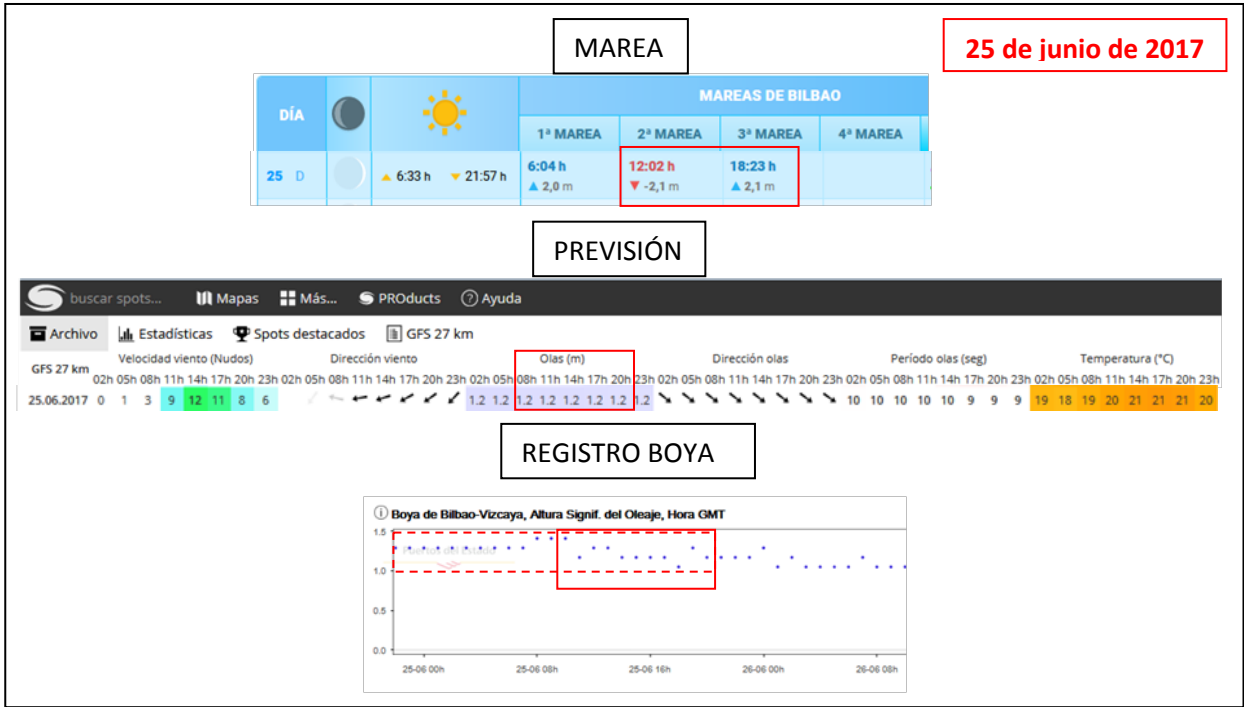 MAREA
25 de junio de 2017
DÍA
MAREAS DE BILBAO
1ª MAREA 2ª MAREA 3ª MAREA 4ª MAREA
25 D ▲ 6:33 h ▼ 21:57 h 6:04 h 12:02 h 18:23 h
▲ 2,0 m ▼ -2,1 m ▲ 2,1 m
PREVISIÓN
buscar spots... Mapas Más... PROducts Ayuda
Archivo Estadísticas Spots destacados GFS 27 km
GFS 27 km Velocidad viento (Nudos) Dirección viento Olas (m) Dirección olas Período olas (seg) Temperatura (°C)
02h 05h 08h 11h 14h 17h 20h 23h 02h 05h 08h 11h 14h 17h 20h 23h 02h 05h 08h 11h 14h 17h 20h 23h 02h 05h 08h 11h 14h 17h 20h 23h 02h 05h 08h 11h 14h 17h 20h 23h 02h 05h 08h 11h 14h 17h 20h 23h
25.06.2017 0 1 3 9 12 11 8 6 1.2 1.2 1.2 1.2 1.2 1.2 1.2 1.2 10 10 10 10 10 9 9 9 19 18 19 20 21 21 21 20
REGISTRO BOYA
Boya de Bilbao-Vizcaya, Altura Signif. del Oleaje, Hora GMT
1.5
Puertos del Estado
1.0
0.5
0.0
25-06 00h 25-06 08h 25-06 16h 26-06 00h 26-06 08h